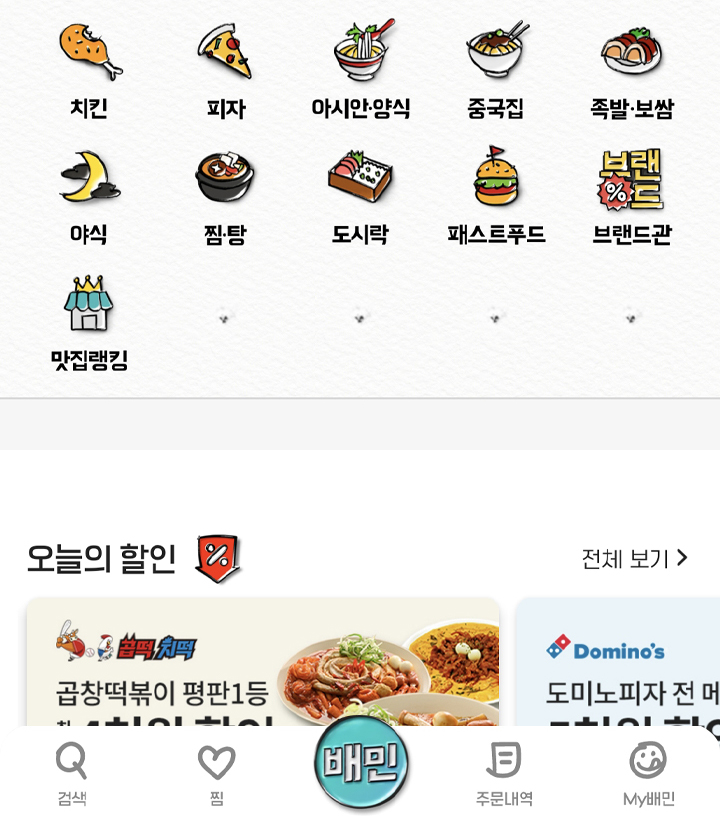 치킨
피자
아시안·양식
중국집
족발·보쌈
야식
찜·탕
도시락
패스트푸드
브랜드 %
브랜드관
맛집랭킹
오늘의 할인 %
전체 보기 >
곱떡치떡
곱창떡볶이 평판1등
Domino's
도미노피자 전 메
배민
검색
찜
주문내역
My배민